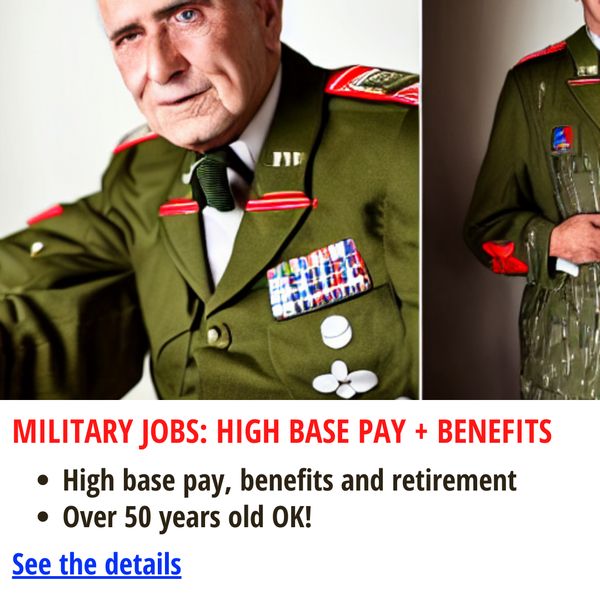 MILITARY JOBS: HIGH BASE PAY + BENEFITS
• High base pay, benefits and retirement
• Over 50 years old OK!
See the details